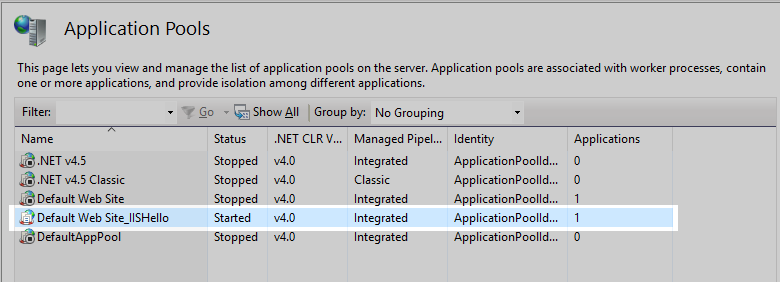 Application Pools
This page lets you view and manage the list of application pools on the server. Application pools are associated with worker processes, contain
one or more applications, and provide isolation among different applications.
Filter: Go Show All Group by: No Grouping
Name Status .NET CLR V... Managed Pipel... Identity Applications
.NET v4.5 Stopped v4.0 Integrated ApplicationPoolId... 0
.NET v4.5 Classic Stopped v4.0 Classic ApplicationPoolId... 0
Default Web Site Stopped v4.0 Integrated ApplicationPoolId... 1
Default Web Site_IISHello Started v4.0 Integrated ApplicationPoolId... 1
DefaultAppPool Stopped v4.0 Integrated ApplicationPoolId... 0